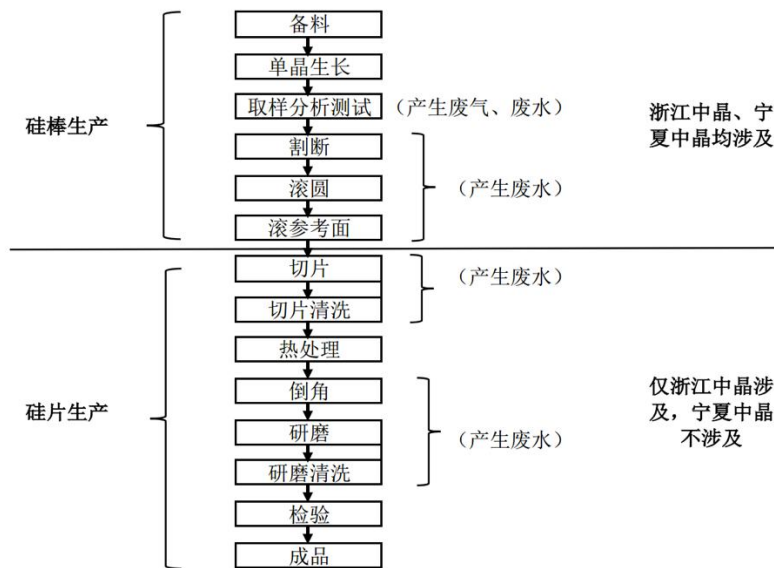 备料
单晶生长
取样分析测试 （产生废气、废水）
割断
滚圆
（产生废水）
滚参考面
硅棒生产
浙江中晶、宁
夏中晶均涉及
切片
（产生废水）
切片清洗
热处理
倒角
研磨
（产生废水）
研磨清洗
检验
成品
硅片生产
仅浙江中晶涉
及，宁夏中晶
不涉及